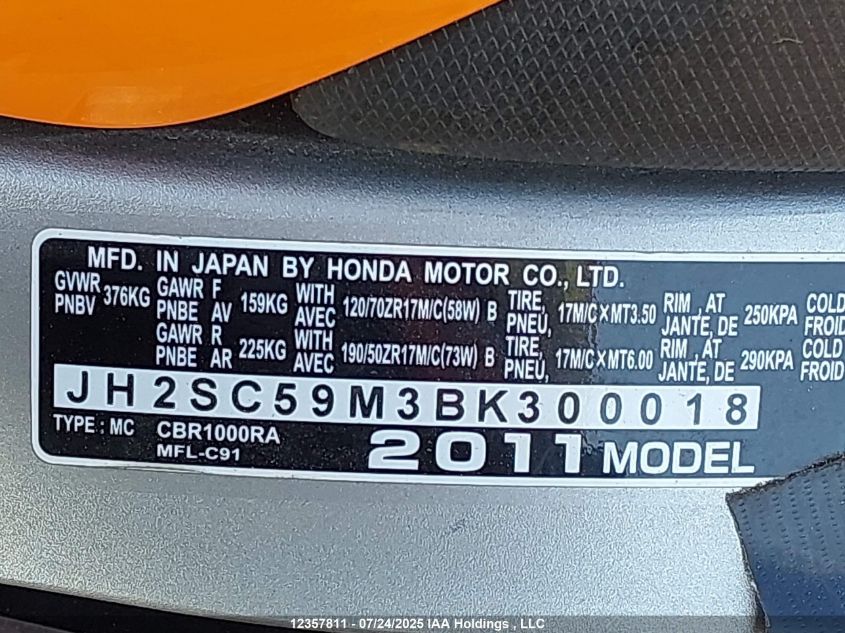 MFD. IN JAPAN BY HONDA MOTOR CO., LTD.
GVWR PNBV 376KG GAWR F PNBE AV 159KG WITH AVEC 120/70ZR17M/C(58W) B TIRE, PNEU, 17M/C×MT3.50 RIM, AT JANTE, DE 250KPA COLD FROID
GAWR R PNBE AR 225KG WITH AVEC 190/50ZR17M/C(73W) B TIRE, PNEU, 17M/C×MT6.00 RIM, AT JANTE, DE 290KPA COLD FROID
JH2SC59M3BK300018
TYPE : MC CBR1000RA
MFL-C91
2011 MODEL
12357811 - 07/24/2025 IAA Holdings , LLC